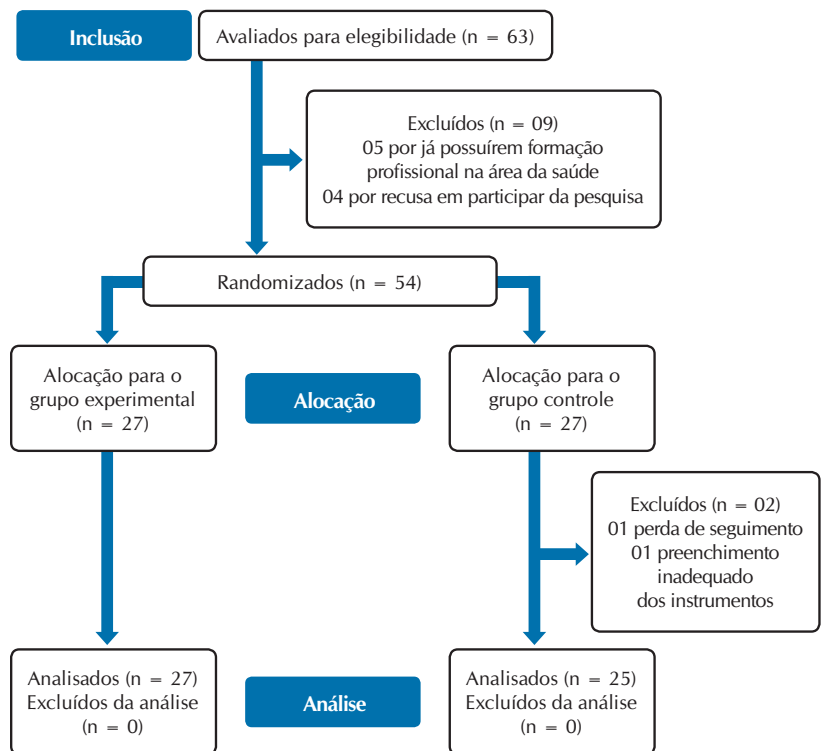 Inclusão
Avaliados para elegibilidade (n = 63)
Excluídos (n = 09)
05 por já possuírem formação
profissional na área da saúde
04 por recusa em participar da pesquisa
Randomizados (n = 54)
Alocação para o
grupo experimental
(n = 27)
Alocação
Alocação para o
grupo controle
(n = 27)
Excluídos (n = 02)
01 perda de seguimento
01 preenchimento
inadequado
dos instrumentos
Analisados (n = 27)
Excluídos da análise
(n = 0)
Análise
Analisados (n = 25)
Excluídos da análise
(n = 0)